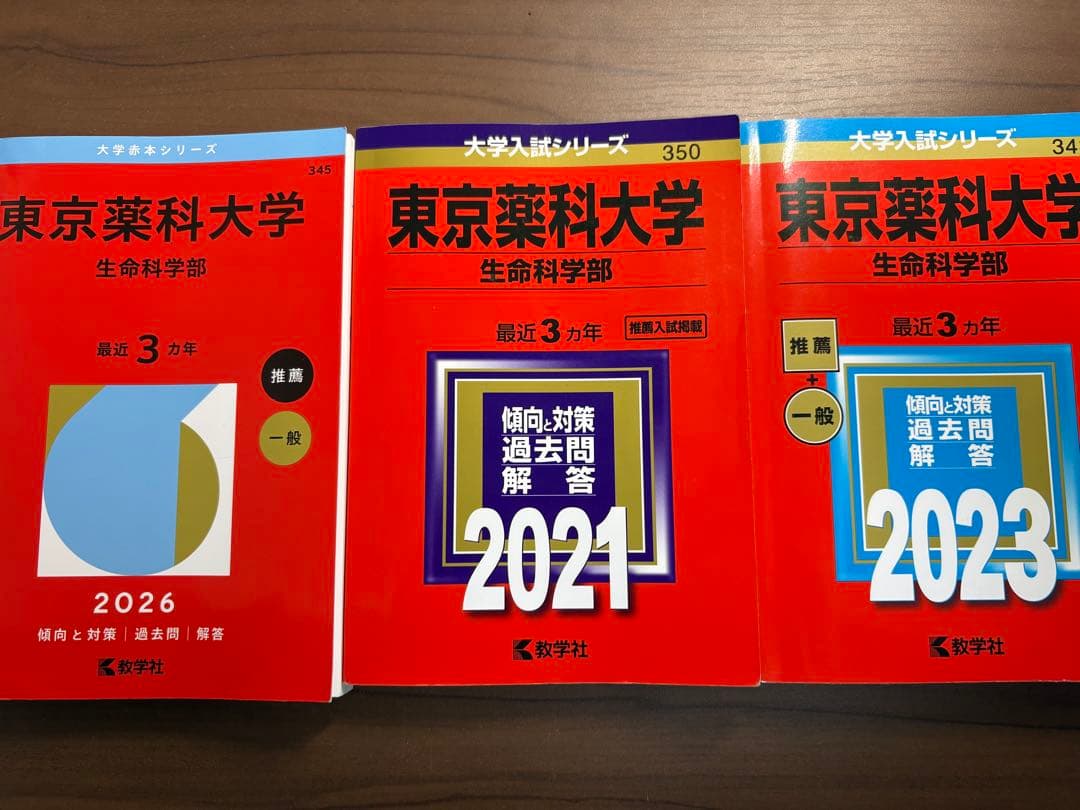 大学赤本シリーズ
345
東京薬科大学
生命科学部
最近3カ年
推薦
一般
2026
傾向と対策|過去問|解答
教学社
大学入試シリーズ
350
東京薬科大学
生命科学部
最近3カ年
推薦入試掲載
傾向と対策
過去問
解答
2021
教学社
大学入試シリーズ
東京薬科大学
生命科学部
最近3カ年
推薦
+
一般
傾向と対策
過去問
解答
2023
教学社